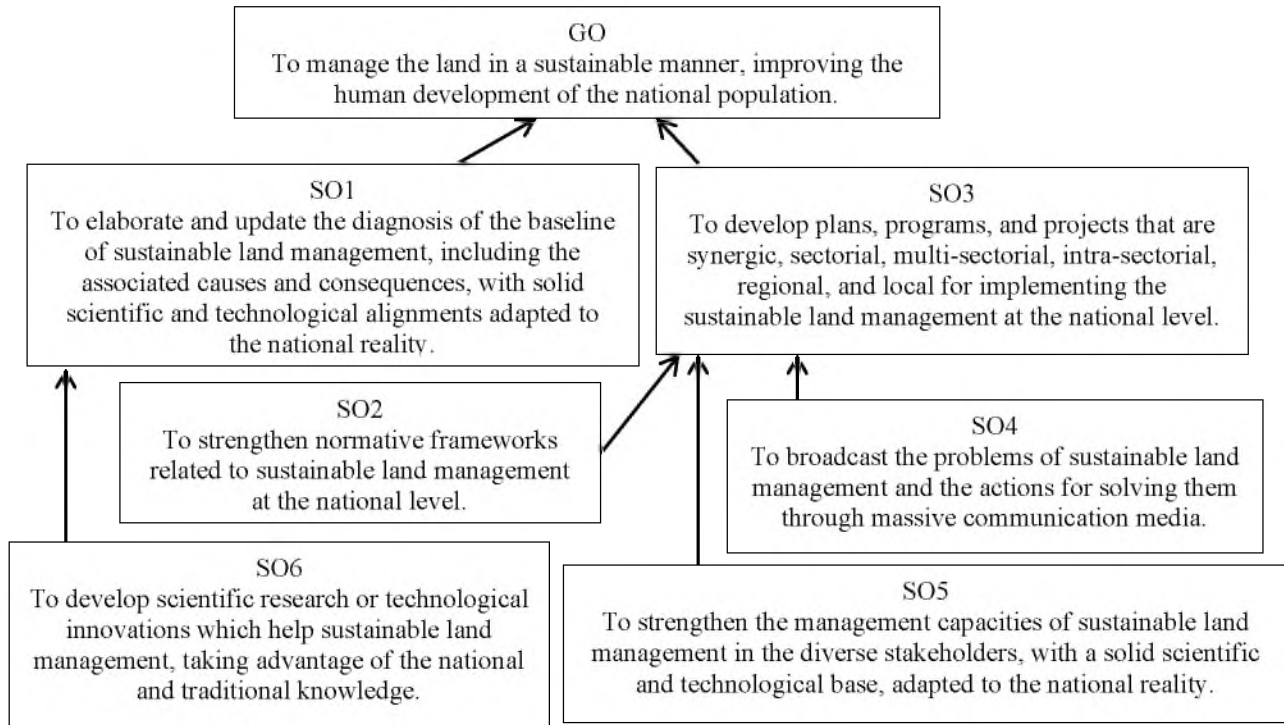 GO
To manage the land in a sustainable manner, improving the
human development of the national population.
SO1
To elaborate and update the diagnosis of the baseline
of sustainable land management, including the
associated causes and consequences, with solid
scientific and technological alignments adapted to
the national reality.
SO3
To develop plans, programs, and projects that are
synergic, sectorial, multi-sectorial, intra-sectorial,
regional, and local for implementing the
sustainable land management at the national level.
SO2
To strengthen normative frameworks
related to sustainable land management
at the national level.
SO4
To broadcast the problems of sustainable land
management and the actions for solving them
through massive communication media.
SO6
To develop scientific research or technological
innovations which help sustainable land
management, taking advantage of the national
and traditional knowledge.
SO5
To strengthen the management capacities of sustainable land
management in the diverse stakeholders, with a solid scientific
and technological base, adapted to the national reality.